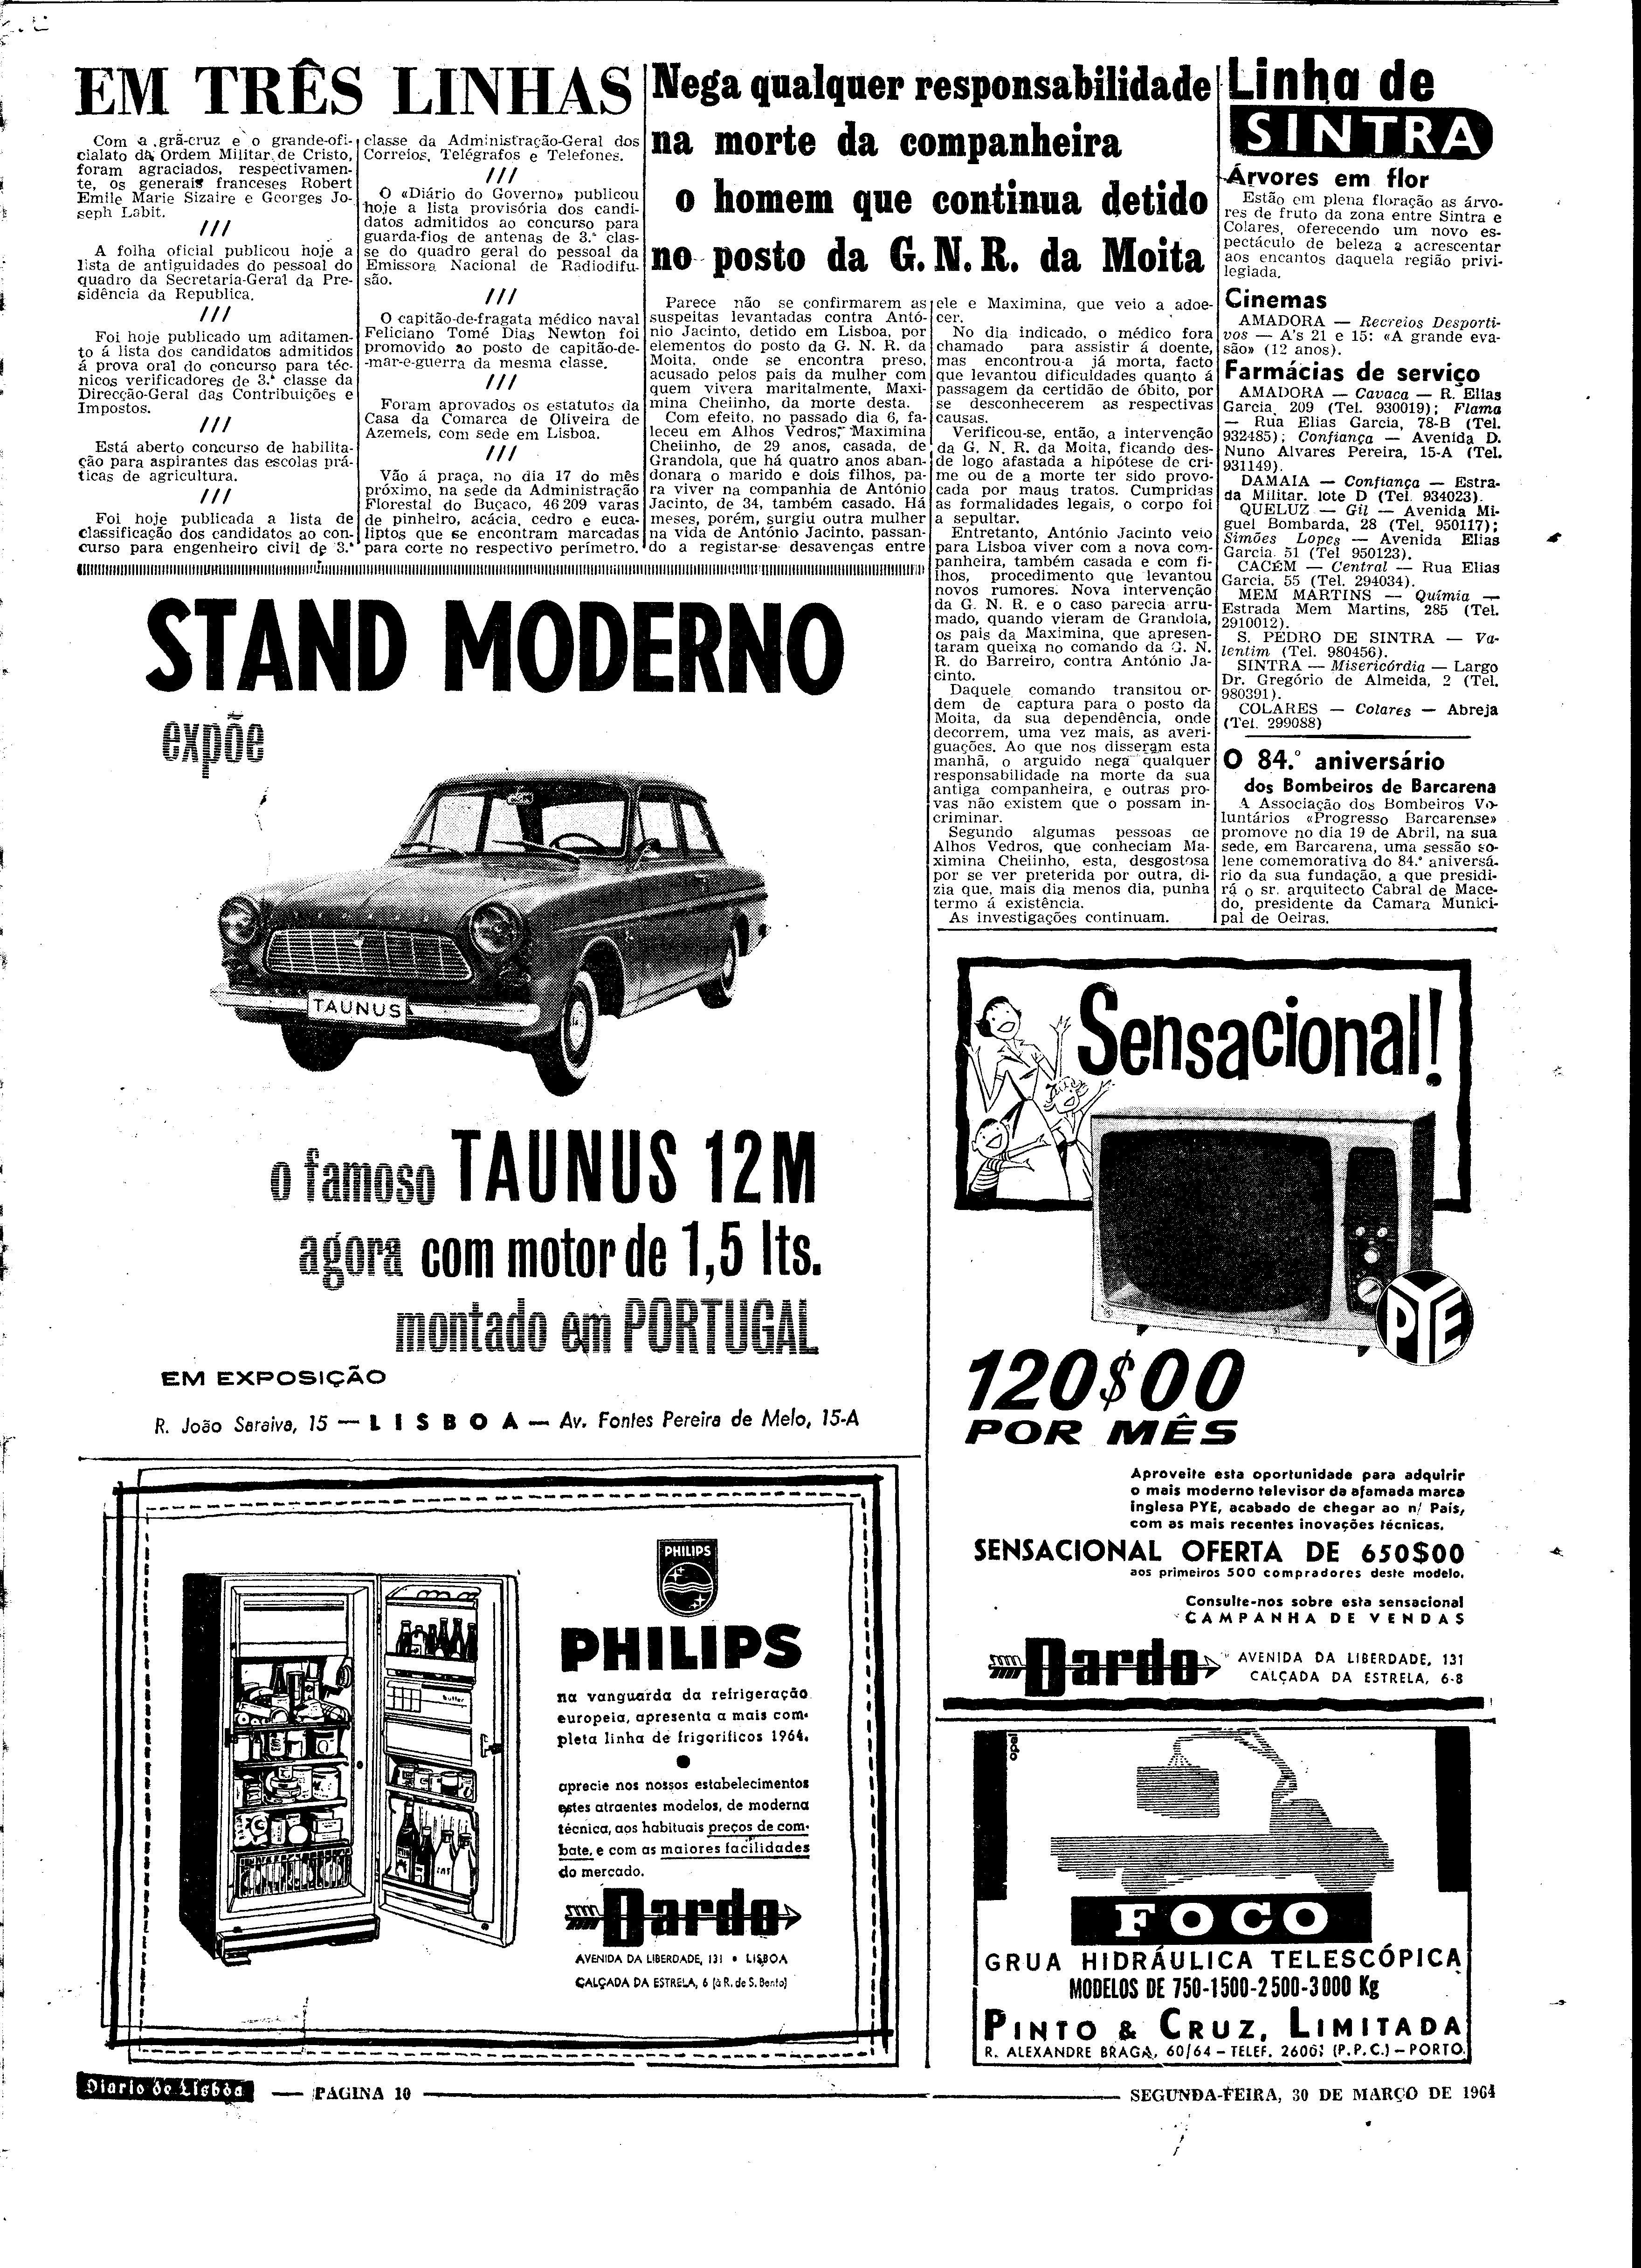 EM TRÊS LINHAS
Com a grã-cruz e o grande-ofi-
cialato da Ordem Militar de Cristo,
foram agraciados, respectivamen-
te, os generais franceses Robert
Emile Marie Sizaire e Georges Jo-
seph Labit.
///
A folha oficial publicou hoje a
lista de antiguidades do pessoal do
quadro da Secretaria-Geral da Pre-
sidência da Republica.
///
Foi hoje publicado um aditamen-
to á lista dos candidatos admitidos
á prova oral do concurso para téc-
nicos verificadores de 3.ª classe da
Direcção-Geral das Contribuições e
Impostos.
///
Está aberto concurso de habilita-
ção para aspirantes das escolas prá-
ticas de agricultura.
///
Foi hoje publicada a lista de
classificação dos candidatos ao con-
curso para engenheiro civil de 3.ª
classe da Administração-Geral dos
Correios, Telégrafos e Telefones.
///
O «Diário do Governo» publicou
hoje a lista provisória dos candi-
datos admitidos ao concurso para
guarda-fios de antenas de 3.ª clas-
se do quadro geral do pessoal da
Emissora Nacional de Radiodifu-
são.
///
O capitão-de-fragata médico naval
Feliciano Tomé Dias Newton foi
promovido ao posto de capitão-de-
-mar-e-guerra da mesma classe.
///
Foram aprovados os estatutos da
Casa da Comarca de Oliveira de
Azemeis, com sede em Lisboa.
///
Vão á praça, no dia 17 do mês
próximo, na sede da Administração
Florestal do Buçaco, 46 209 varas
de pinheiro, acácia, cedro e euca-
liptos que se encontram marcadas
para corte no respectivo perímetro.
Nega qualquer responsabilidade
na morte da companheira
o homem que continua detido
no posto da G. N. R. da Moita
Parece não se confirmarem as
suspeitas levantadas contra Antó-
nio Jacinto, detido em Lisboa, por
elementos do posto da G. N. R. da
Moita, onde se encontra preso,
acusado pelos pais da mulher com
quem vivera maritalmente, Maxi-
mina Cheiinho, da morte desta.
Com efeito, no passado dia 6, fa-
leceu em Alhos Vedros, Maximina
Cheiinho, de 29 anos, casada, de
Grandola, que há quatro anos aban-
donara o marido e dois filhos, pa-
ra viver na companhia de António
Jacinto, de 34, também casado. Há
meses, porém, surgiu outra mulher
na vida de António Jacinto, passan-
do a registar-se desavenças entre
ele e Maximina, que veio a adoe-
cer.
No dia indicado, o médico fora
chamado para assistir á doente,
mas encontrou-a já morta, facto
que levantou dificuldades quanto á
passagem da certidão de óbito, por
se desconhecerem as respectivas
causas.
Verificou-se, então, a intervenção
da G. N. R. da Moita, ficando des-
de logo afastada a hipótese de cri-
me ou de a morte ter sido provo-
cada por maus tratos. Cumpridas
as formalidades legais, o corpo foi
a sepultar.
Entretanto, António Jacinto veio
para Lisboa viver com a nova com-
panheira, também casada e com fi-
lhos, procedimento que levantou
novos rumores. Nova intervenção
da G. N. R. e o caso parecia arru-
mado, quando vieram de Grandola,
os pais da Maximina, que apresen-
taram queixa no comando da G. N.
R. do Barreiro, contra António Ja-
cinto.
Daquele comando transitou or-
dem de captura para o posto da
Moita, da sua dependência, onde
decorrem, uma vez mais, as averi-
guações. Ao que nos disseram esta
manhã, o arguido nega qualquer
responsabilidade na morte da sua
antiga companheira, e outras pro-
vas não existem que o possam in-
criminar.
Segundo algumas pessoas de
Alhos Vedros, que conheciam Ma-
ximina Cheiinho, esta, desgostosa
por se ver preterida por outra, di-
zia que, mais dia menos dia, punha
termo á existência.
As investigações continuam.
Linha de
SINTRA
Árvores em flor
Estão em plena floração as árvo-
res de fruto da zona entre Sintra e
Colares, oferecendo um novo es-
pectáculo de beleza a acrescentar
aos encantos daquela região privi-
legiada.
Cinemas
AMADORA — Recreios Desporti-
vos — A's 21 e 15: «A grande eva-
são» (12 anos).
Farmácias de serviço
AMADORA — Cavaca — R. Elias
Garcia, 209 (Tel. 930019); Flama
— Rua Elias Garcia, 78-B (Tel.
932485); Confiança — Avenida D.
Nuno Alvares Pereira, 15-A (Tel.
931149).
DAMAIA — Confiança — Estra-
da Militar, lote D (Tel. 934023).
QUELUZ — Gil — Avenida Mi-
guel Bombarda, 28 (Tel. 950117);
Simões Lopes — Avenida Elias
Garcia, 51 (Tel 950123).
CACÉM — Central — Rua Elias
Garcia, 55 (Tel. 294034).
MEM MARTINS — Químia —
Estrada Mem Martins, 285 (Tel.
2910012).
S. PEDRO DE SINTRA — Va-
lentim (Tel. 980456).
SINTRA — Misericórdia — Largo
Dr. Gregório de Almeida, 2 (Tel.
980391).
COLARES — Colares — Abreja
(Tel. 299088)
O 84.º aniversário
dos Bombeiros de Barcarena
A Associação dos Bombeiros Vo-
luntários «Progresso Barcarense»
promove no dia 19 de Abril, na sua
sede, em Barcarena, uma sessão so-
lene comemorativa do 84.º aniversá-
rio da sua fundação, a que presidi-
rá o sr. arquitecto Cabral de Mace-
do, presidente da Camara Munici-
pal de Oeiras.
STAND MODERNO
expõe
TAUNUS
o famoso TAUNUS 12M
agora com motor de 1,5 lts.
montado em PORTUGAL
EM EXPOSIÇÃO
R. João Saraiva, 15 — LISBOA — Av. Fontes Pereira de Melo, 15-A
Sensacional!
PYE
120$00
POR MÊS
Aproveite esta oportunidade para adquirir
o mais moderno televisor da afamada marca
inglesa PYE, acabado de chegar ao n/ País,
com as mais recentes inovações técnicas.
SENSACIONAL OFERTA DE 650$00
aos primeiros 500 compradores deste modelo.
Consulte-nos sobre esta sensacional
CAMPANHA DE VENDAS
Dardo
AVENIDA DA LIBERDADE, 131
CALÇADA DA ESTRELA, 6-8
PHILIPS
PHILIPS
na vanguarda da refrigeração
europeia, apresenta a mais com-
pleta linha de frigoríficos 1964.
aprecie nos nossos estabelecimentos
estes atraentes modelos, de moderna
técnica, aos habituais preços de com-
bate, e com as maiores facilidades
do mercado.
Dardo
AVENIDA DA LIBERDADE, 131 • LISBOA
CALÇADA DA ESTRELA, 6 (à R. de S. Bento)
butter
FOCO
GRUA HIDRÁULICA TELESCÓPICA
MODELOS DE 750-1500-2500-3000 Kg
PINTO & CRUZ, LIMITADA
R. ALEXANDRE BRAGA, 60/64 — TELEF. (P.P.C.) — PORTO
Diario de Lisboa — PAGINA 10 — SEGUNDA-FEIRA, 30 DE MARÇO DE 1964